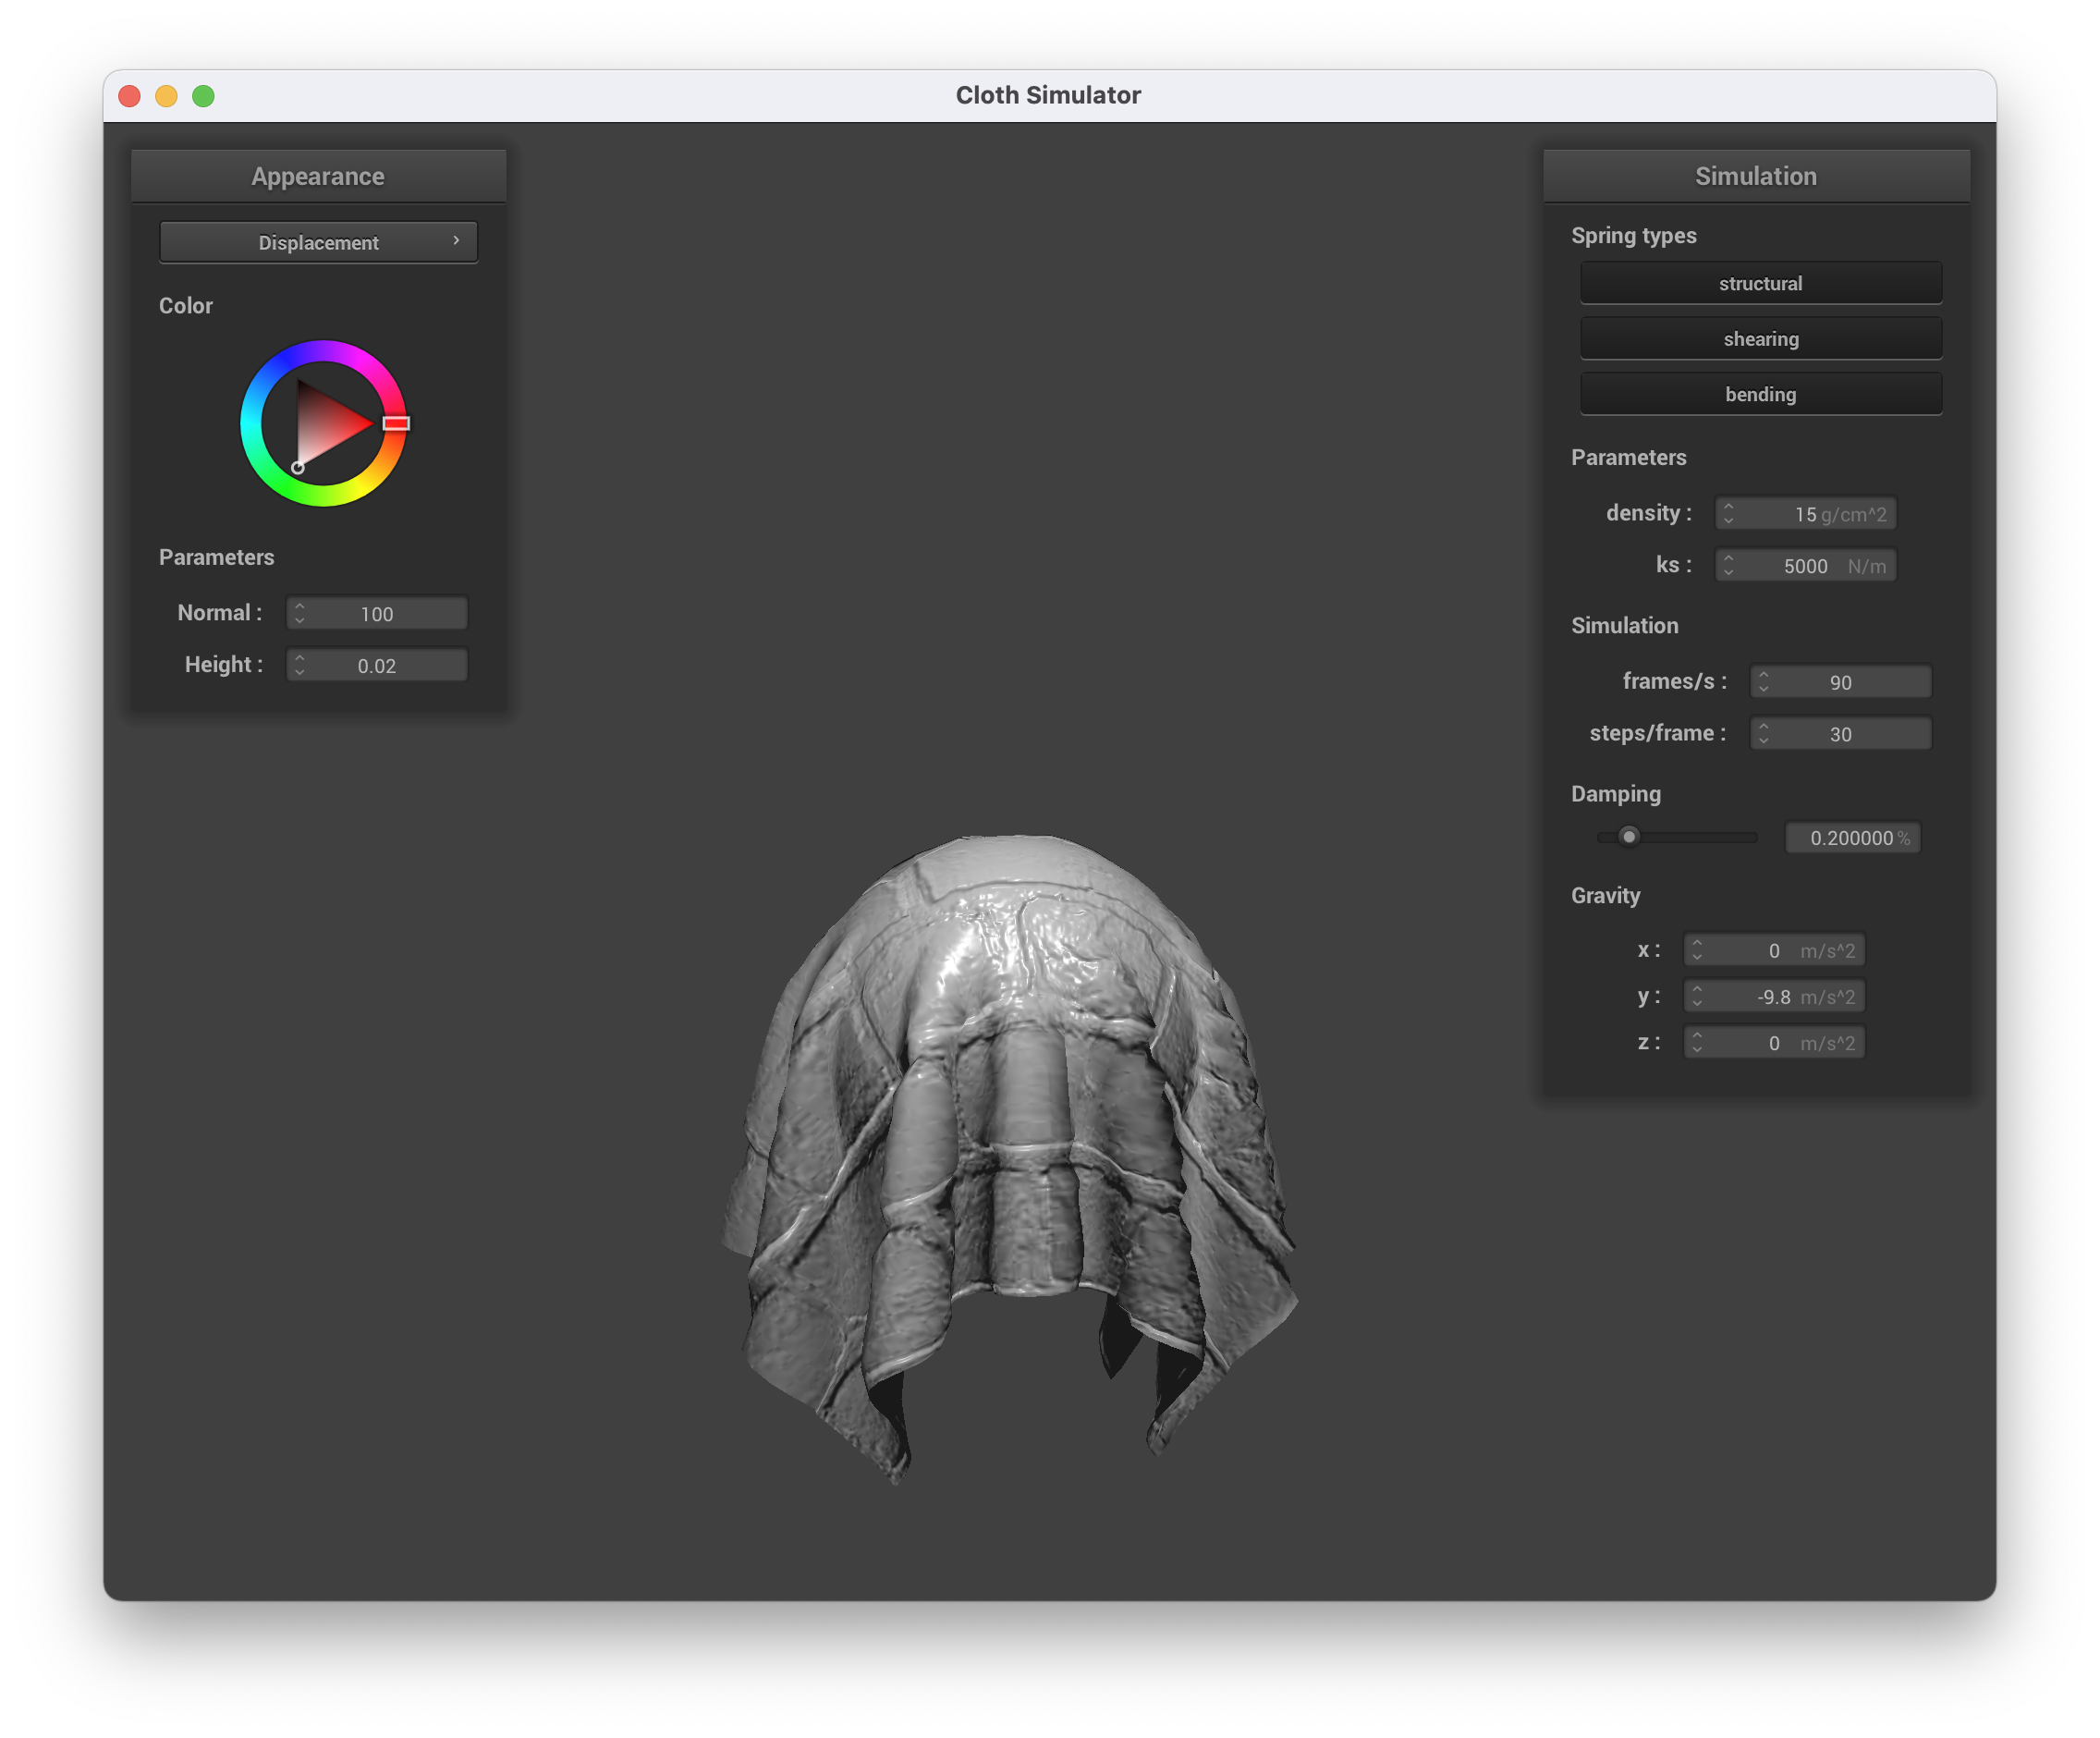 Cloth Simulator
Appearance
Displacement
Color
Parameters
Normal : 100
Height : 0.02
Simulation
Spring types
structural
shearing
bending
Parameters
density : 15 g/cm^2
ks : 5000 N/m
Simulation
frames/s : 90
steps/frame : 30
Damping
0.200000 %
Gravity
x : 0 m/s^2
y : -9.8 m/s^2
z : 0 m/s^2